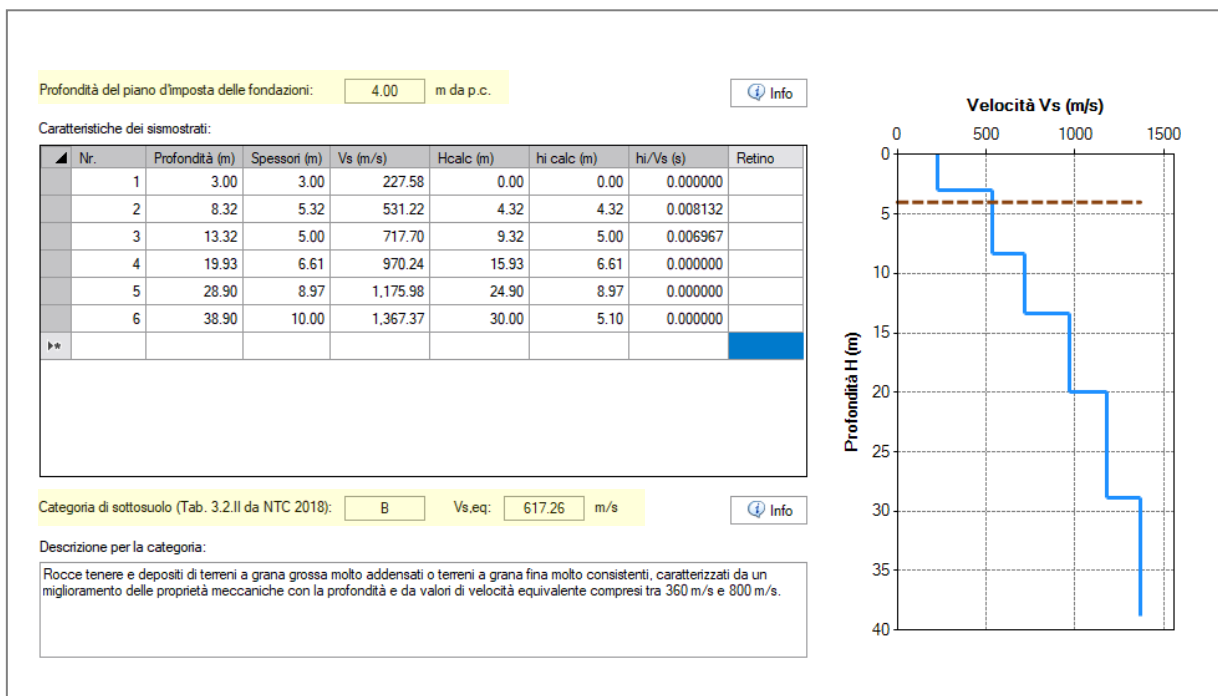 Profondità del piano d'imposta delle fondazioni: 4.00 m da p.c. Info
Caratteristiche dei sismostrati:
Nr. Profondità (m) Spessori (m) Vs (m/s) Hcalc (m) hi calc (m) hi/Vs (s) Retino
1 3.00 3.00 227.58 0.00 0.00 0.000000
2 8.32 5.32 531.22 4.32 4.32 0.008132
3 13.32 5.00 717.70 9.32 5.00 0.006967
4 19.93 6.61 970.24 15.93 6.61 0.000000
5 28.90 8.97 1,175.98 24.90 8.97 0.000000
6 38.90 10.00 1,367.37 30.00 5.10 0.000000
Categoria di sottosuolo (Tab. 3.2.II da NTC 2018): B Vs,eq: 617.26 m/s Info
Descrizione per la categoria:
Rocce tenere e depositi di terreni a grana grossa molto addensati o terreni a grana fina molto consistenti, caratterizzati da un
miglioramento delle proprietà meccaniche con la profondità e da valori di velocità equivalente compresi tra 360 m/s e 800 m/s.
Velocità Vs (m/s)
0 500 1000 1500
Profondità H (m)
0
5
10
15
20
25
30
35
40